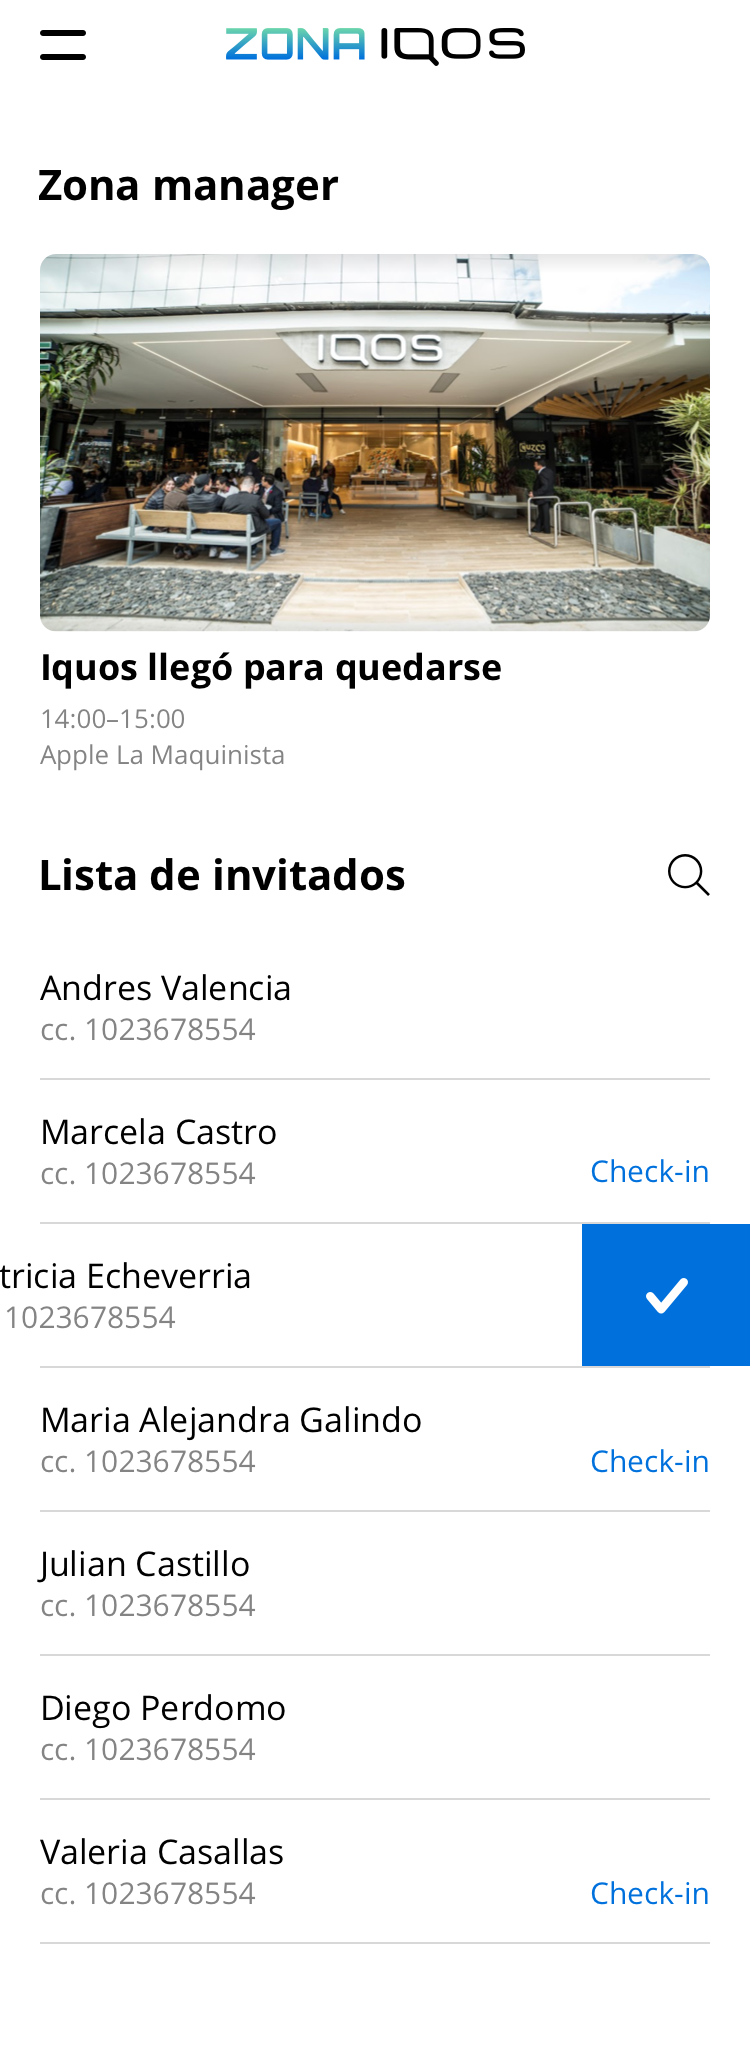 ZONA IQOS
Zona manager
IQOS
Iquos llegó para quedarse
14:00–15:00
Apple La Maquinista
Lista de invitados
Andres Valencia
cc. 1023678554
Marcela Castro
cc. 1023678554
Check-in
tricia Echeverria
1023678554
Maria Alejandra Galindo
cc. 1023678554
Check-in
Julian Castillo
cc. 1023678554
Diego Perdomo
cc. 1023678554
Valeria Casallas
cc. 1023678554
Check-in